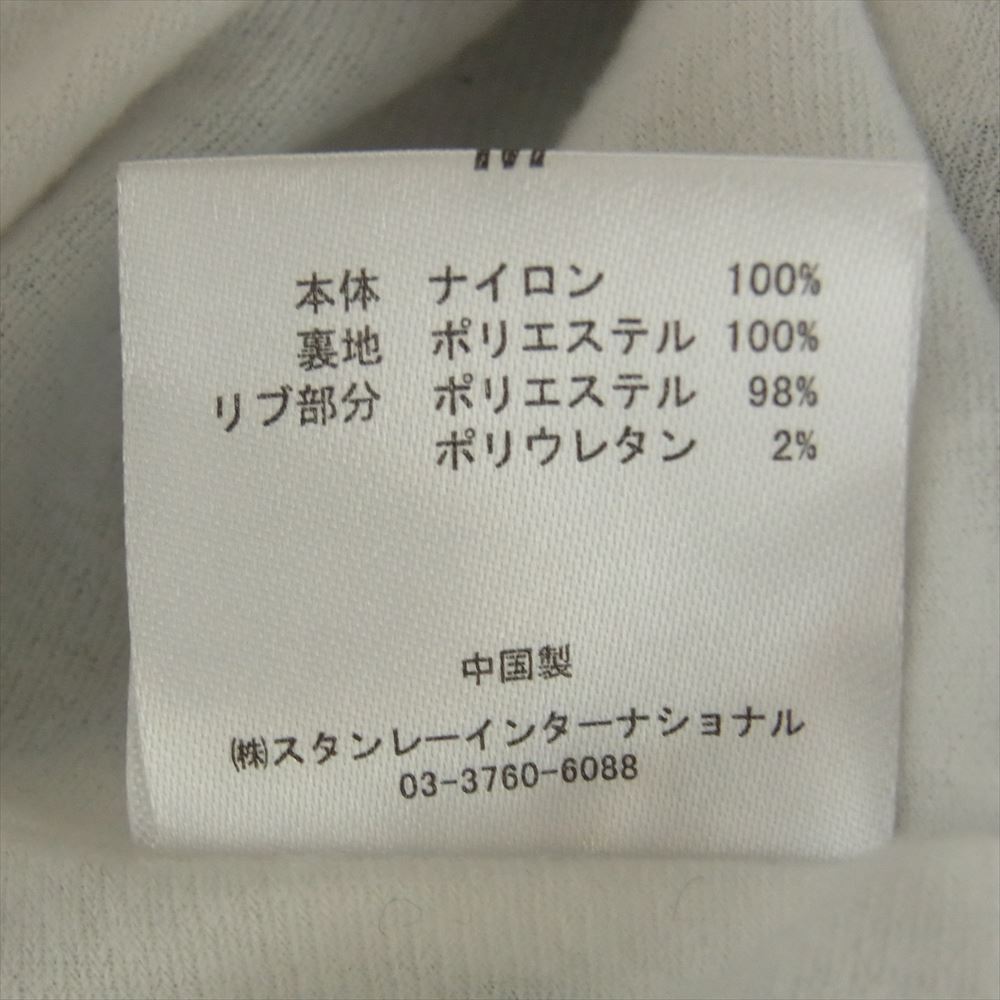 本体 ナイロン 100%
裏地 ポリエステル 100%
リブ部分 ポリエステル 98%
ポリウレタン 2%
中国製
㈱スタンレーインターナショナル
03-3760-6088